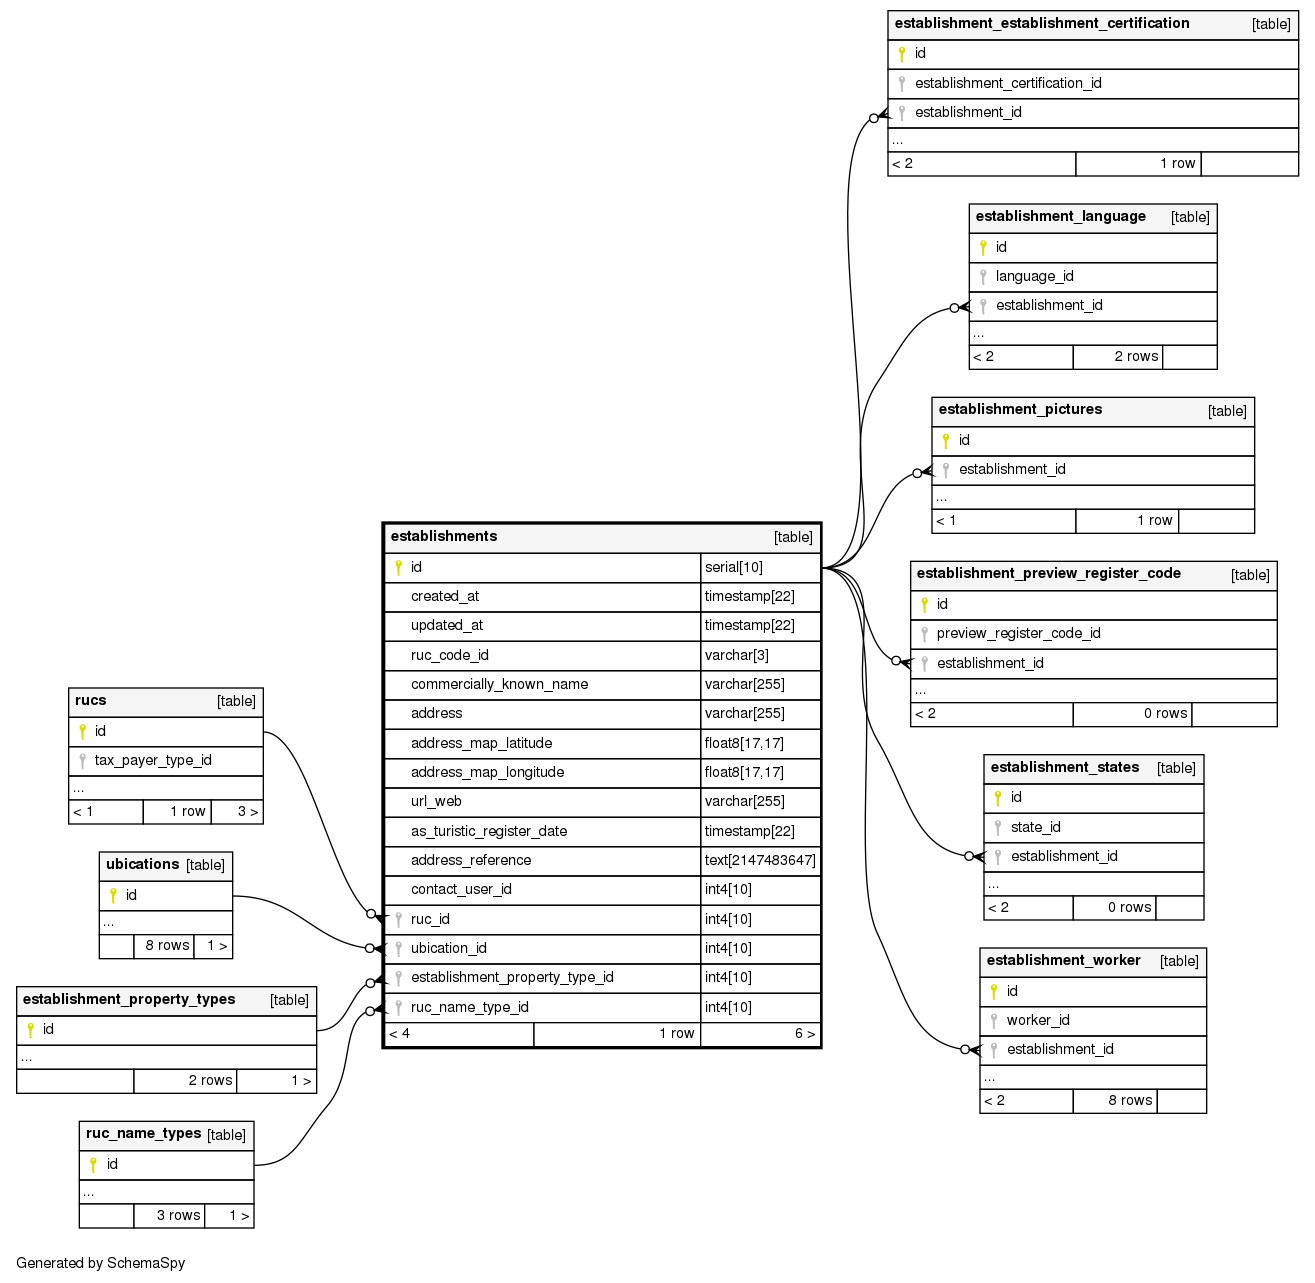 establishment_establishment_certification [table]
id
establishment_certification_id
establishment_id
...
< 2 1 row
establishment_language [table]
id
language_id
establishment_id
...
< 2 2 rows
establishment_pictures [table]
id
establishment_id
...
< 1 1 row
establishments [table]
id serial[10]
created_at timestamp[22]
updated_at timestamp[22]
ruc_code_id varchar[3]
commercially_known_name varchar[255]
address varchar[255]
address_map_latitude float8[17,17]
address_map_longitude float8[17,17]
url_web varchar[255]
as_turistic_register_date timestamp[22]
address_reference text[2147483647]
contact_user_id int4[10]
ruc_id int4[10]
ubication_id int4[10]
establishment_property_type_id int4[10]
ruc_name_type_id int4[10]
< 4 1 row 6 >
establishment_preview_register_code [table]
id
preview_register_code_id
establishment_id
...
< 2 0 rows
rucs [table]
id
tax_payer_type_id
...
< 1 1 row 3 >
establishment_states [table]
id
state_id
establishment_id
...
< 2 0 rows
ubications [table]
id
...
8 rows 1 >
establishment_worker [table]
id
worker_id
establishment_id
...
< 2 8 rows
establishment_property_types [table]
id
...
2 rows 1 >
ruc_name_types [table]
id
...
3 rows 1 >
Generated by SchemaSpy